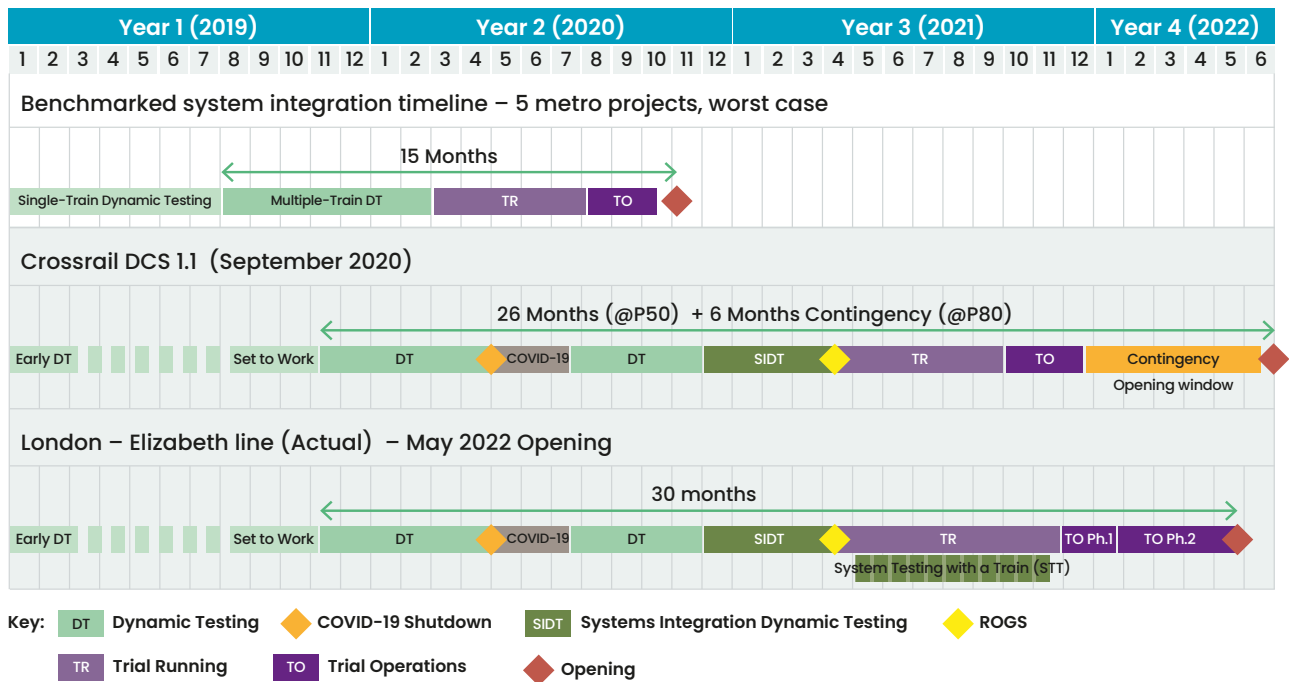 Year 1 (2019) Year 2 (2020) Year 3 (2021) Year 4 (2022)
1 2 3 4 5 6 7 8 9 10 11 12 1 2 3 4 5 6 7 8 9 10 11 12 1 2 3 4 5 6 7 8 9 10 11 12 1 2 3 4 5 6
Benchmarked system integration timeline – 5 metro projects, worst case
15 Months
Single-Train Dynamic Testing Multiple-Train DT TR TO
Crossrail DCS 1.1 (September 2020)
26 Months (@P50) + 6 Months Contingency (@P80)
Early DT Set to Work DT COVID-19 DT SIDT TR TO Contingency
Opening window
London – Elizabeth line (Actual) – May 2022 Opening
30 months
Early DT Set to Work DT COVID-19 DT SIDT TR TO Ph.1 TO Ph.2
System Testing with a Train (STT)
Key: DT Dynamic Testing COVID-19 Shutdown SIDT Systems Integration Dynamic Testing ROGS
TR Trial Running TO Trial Operations Opening